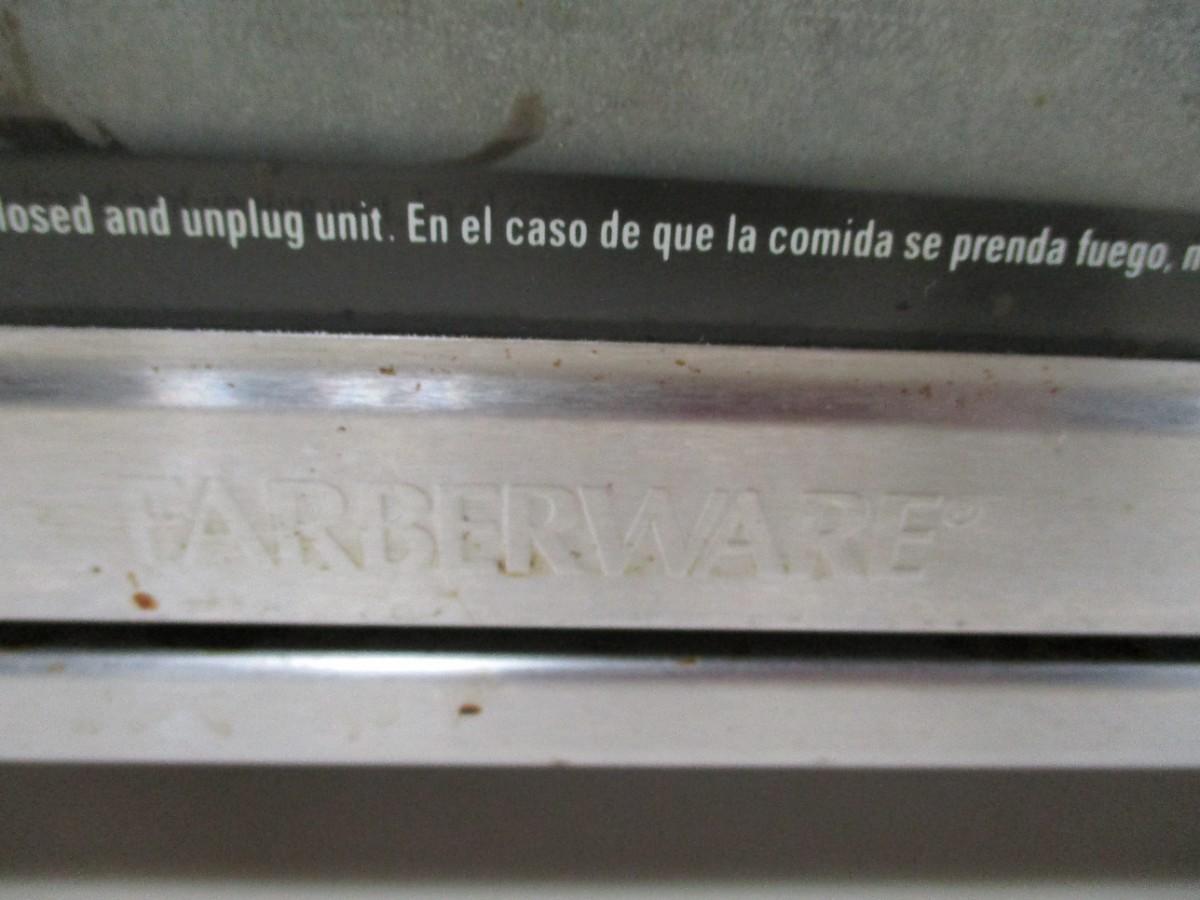 losed and unplug unit. En el caso de que la comida se prenda fuego,
FARBERWARE®